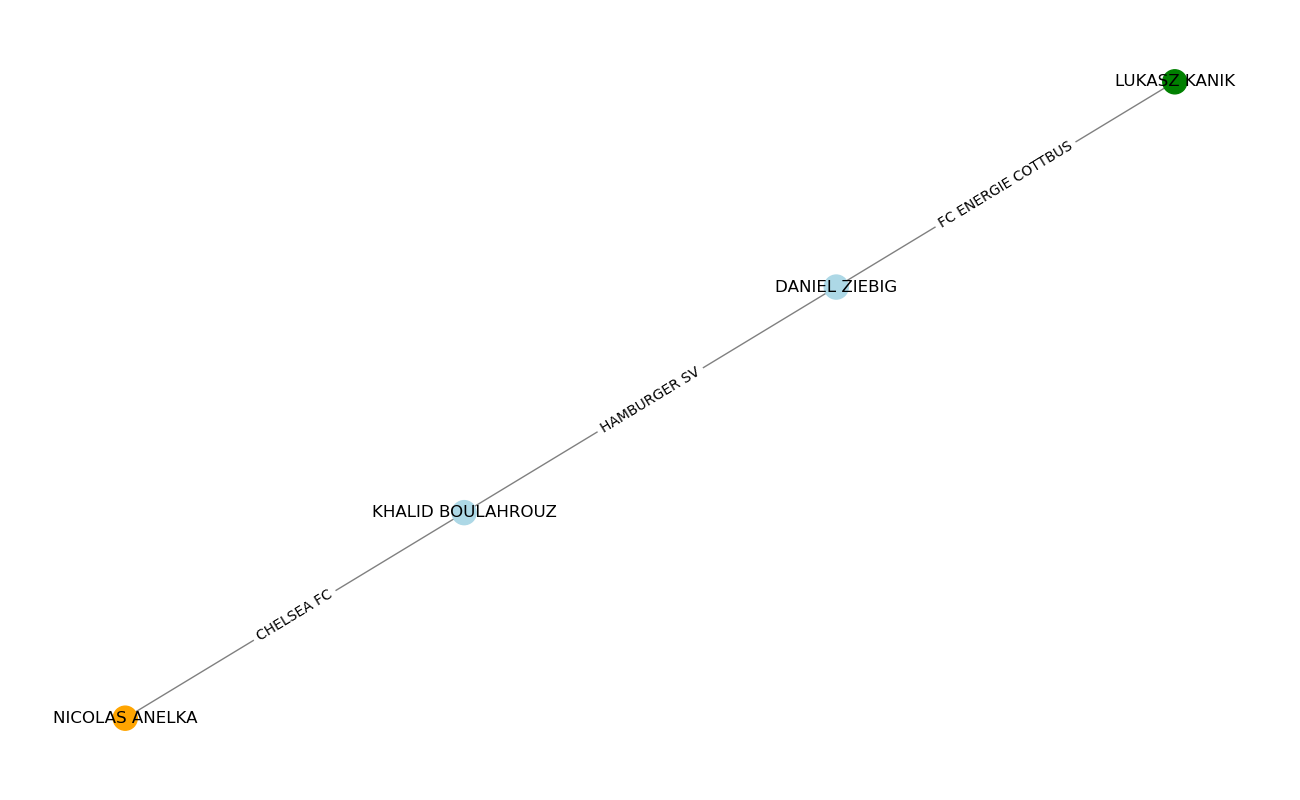 LUKASZ KANIK
FC ENERGIE COTTBUS
DANIEL ZIEBIG
HAMBURGER SV
KHALID BOULAHROUZ
CHELSEA FC
NICOLAS ANELKA